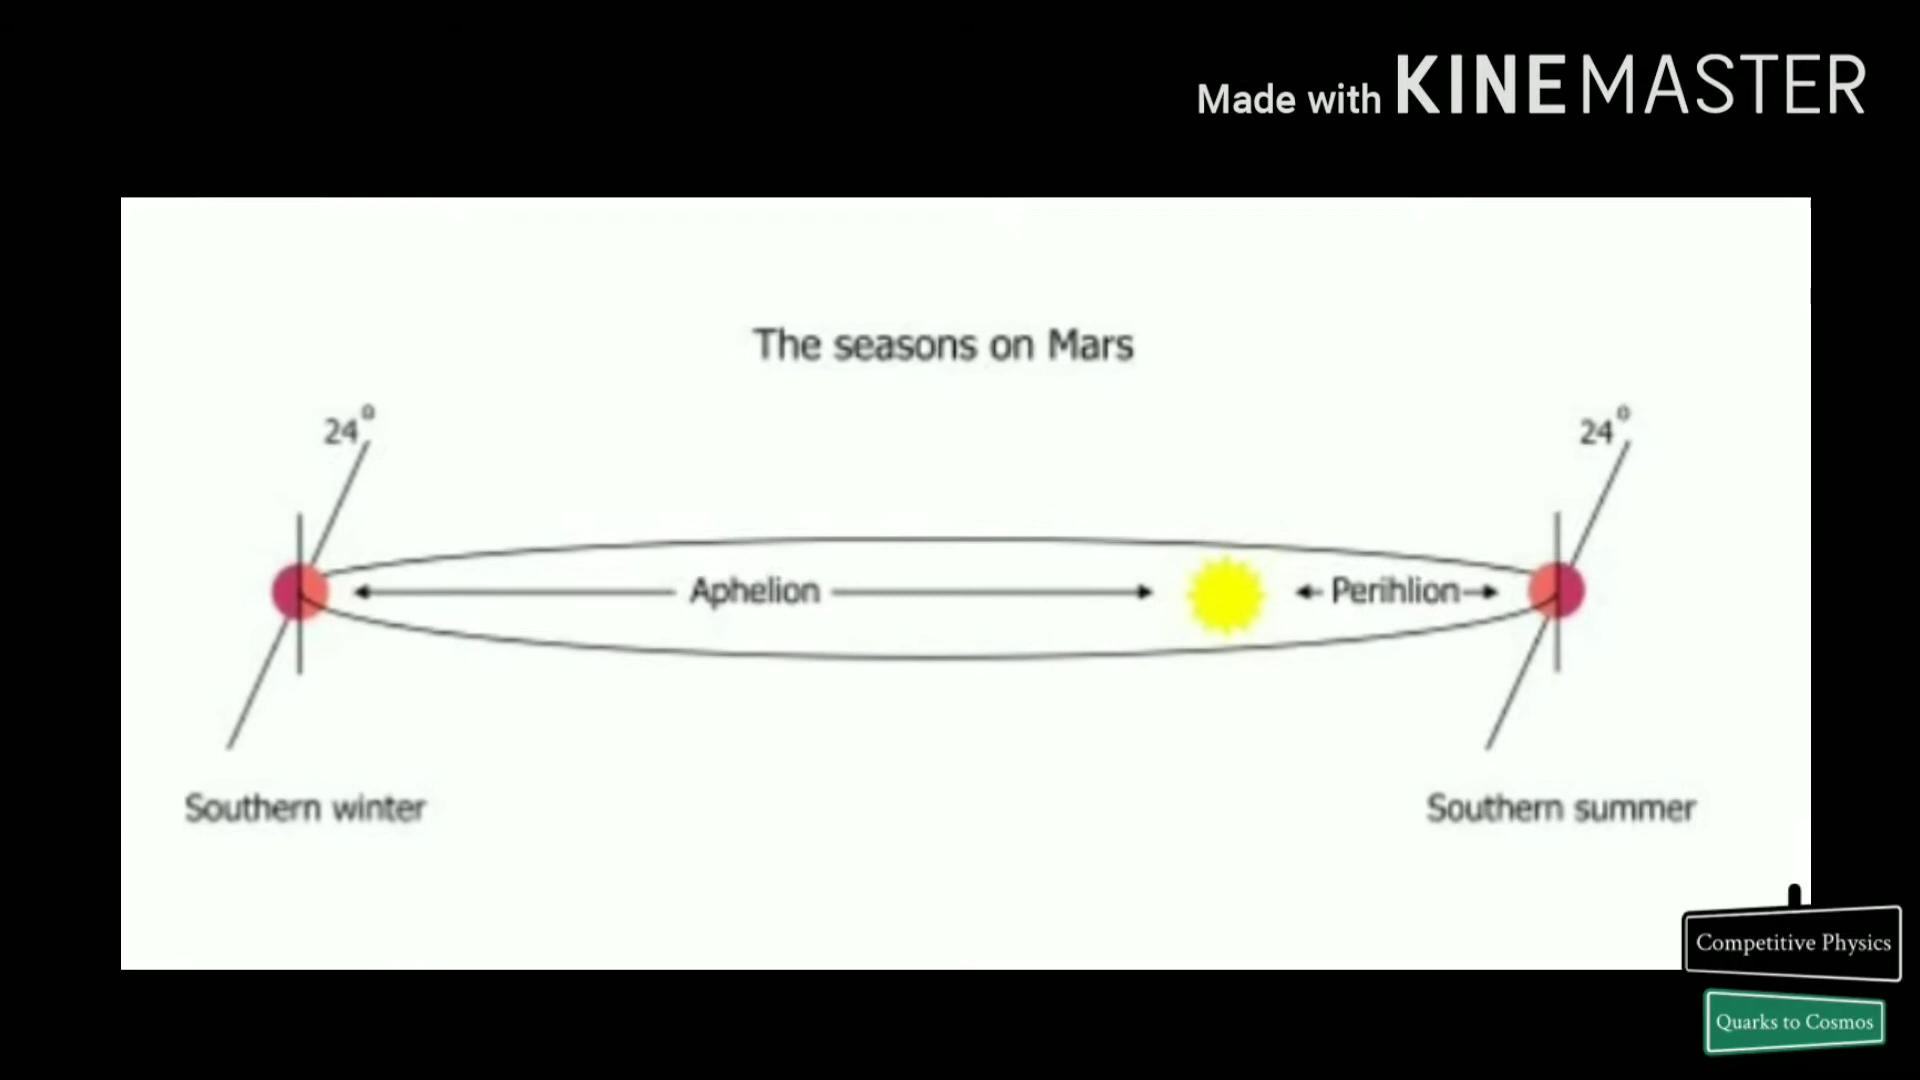 Made with KINEMASTER
The seasons on Mars
24° 24°
Aphelion Perihlion
Southern winter Southern summer
Competitive Physics
Quarks to Cosmos